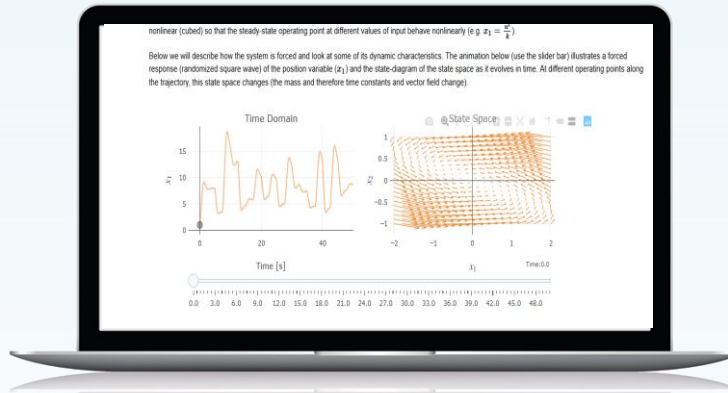 nonlinear (cubed) so that the steady-state operating point at different values of input behave nonlinearly (e.g.
Below we will describe how the system is forced and look at some of its dynamic characteristics. The animation below (use the slider bar) illustrates a forced
response (randomized square wave) of the position variable (x₁) and the state-diagram of the state space as it evolves in time. At different operating points along
the trajectory, this state space changes (the mass and therefore time constants and vector field change).
Time Domain
State Space
15
10
5
0
x₁
0 20 40
Time [s]
1
0.5
0
−0.5
−1
x₂
−2 −1 0 1 2
x₁
Time:0.0
0.0 3.0 6.0 9.0 12.0 15.0 18.0 21.0 24.0 27.0 30.0 33.0 36.0 39.0 42.0 45.0 48.0